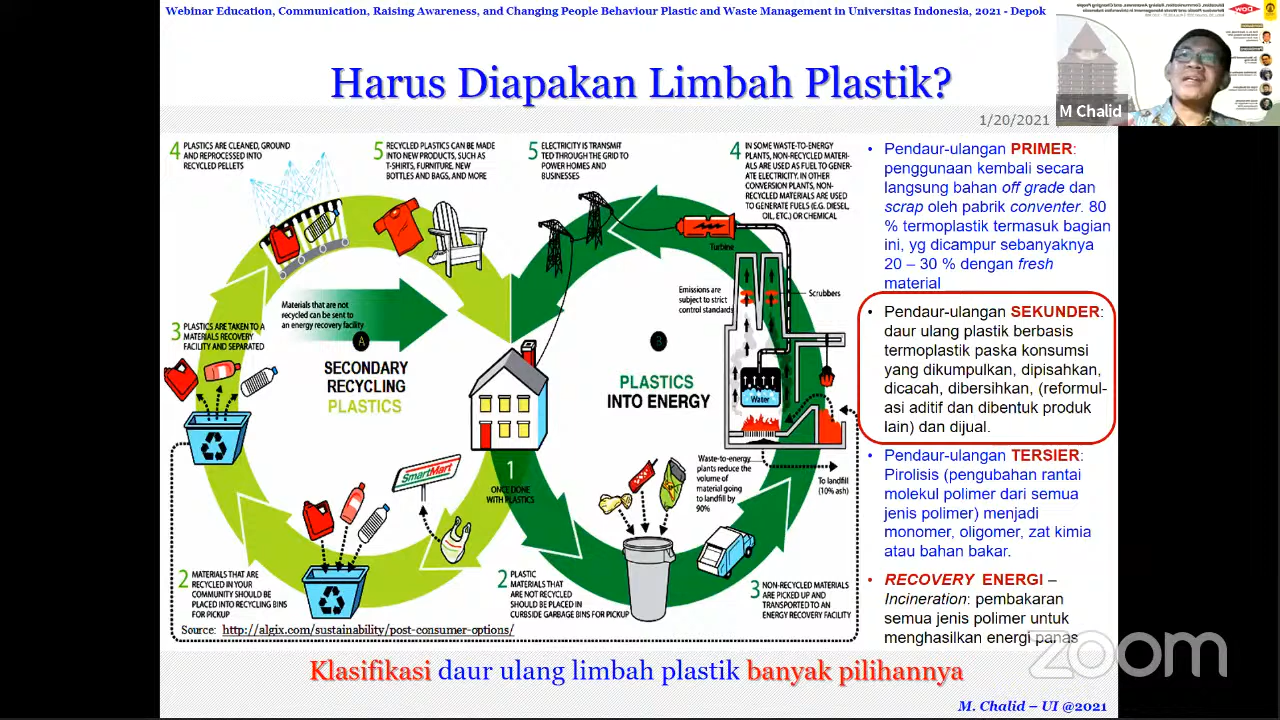 Webinar Education, Communication, Raising Awareness, and Changing People Behaviour Plastic and Waste Management in Universitas Indonesia, 2021 - Depok
Harus Diapakan Limbah Plastik?
M Chalid
1/20/2021
4 PLASTICS ARE CLEANED, GROUND
AND REPROCESSED INTO
RECYCLED PELLETS
5 RECYCLED PLASTICS CAN BE MADE
INTO NEW PRODUCTS, SUCH AS
T-SHIRTS, FURNITURE, NEW
BOTTLES AND BAGS, AND MORE
5 ELECTRICITY IS TRANSMIT
TED THROUGH THE GRID TO
POWER HOMES AND
BUSINESSES
4 IN SOME WASTE-TO-ENERGY
PLANTS, NON-RECYCLED MATERI-
ALS ARE USED AS FUEL TO GENER-
ATE ELECTRICITY. IN OTHER
CONVERSION PLANTS, NON-
RECYCLED MATERIALS ARE USED
TO GENERATE FUELS (E.G. DIESEL,
OIL, ETC.) OR CHEMICAL
Turbine
Scrubbers
Emissions are
subject to strict
control standards
Materials that are not
recycled can be sent to
an energy recovery facility
A
B
3 PLASTICS ARE TAKEN TO A
MATERIALS RECOVERY
FACILITY AND SEPARATED
SECONDARY
RECYCLING
PLASTICS
PLASTICS
INTO ENERGY
Water
SmartMart
1
ONCE DONE
WITH PLASTICS
Waste-to-energy
plants reduce the
volume of
material going
to landfill by
90%
To landfill
(10% ash)
2 MATERIALS THAT ARE
RECYCLED IN YOUR
COMMUNITY SHOULD BE
PLACED INTO RECYCLING BINS
FOR PICKUP
2 PLASTIC
MATERIALS THAT
ARE NOT RECYCLED
SHOULD BE PLACED IN
CURBSIDE GARBAGE BINS FOR PICKUP
3 NON-RECYCLED MATERIALS
ARE PICKED UP AND
TRANSPORTED TO AN
ENERGY RECOVERY FACILITY
Source: http://algix.com/sustainability/post-consumer-options/
• Pendaur-ulangan PRIMER:
penggunaan kembali secara
langsung bahan off grade dan
scrap oleh pabrik conventer. 80
% termoplastik termasuk bagian
ini, yg dicampur sebanyaknya
20 – 30 % dengan fresh
material
• Pendaur-ulangan SEKUNDER:
daur ulang plastik berbasis
termoplastik paska konsumsi
yang dikumpulkan, dipisahkan,
dicacah, dibersihkan, (reformul-
asi aditif dan dibentuk produk
lain) dan dijual.
• Pendaur-ulangan TERSIER:
Pirolisis (pengubahan rantai
molekul polimer dari semua
jenis polimer) menjadi
monomer, oligomer, zat kimia
atau bahan bakar.
• RECOVERY ENERGI –
Incineration: pembakaran
semua jenis polimer untuk
menghasilkan energi panas
zoom
Klasifikasi daur ulang limbah plastik banyak pilihannya
M. Chalid – UI @2021